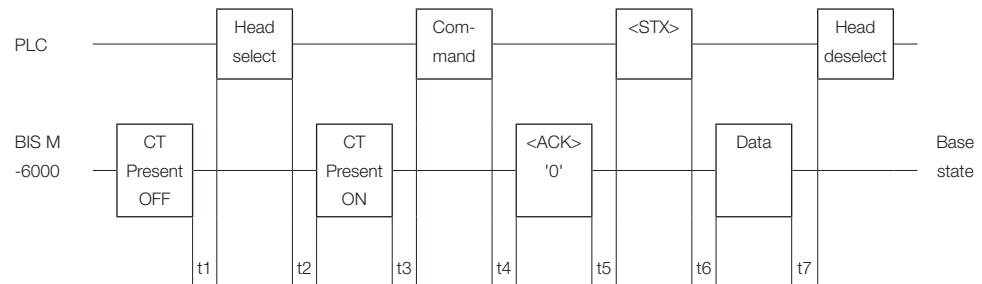 PLC
Head
select
Com-
mand
<STX>
Head
deselect
BIS M
-6000
CT
Present
OFF
CT
Present
ON
<ACK>
'0'
Data
Base
state
t1
t2
t3
t4
t5
t6
t7